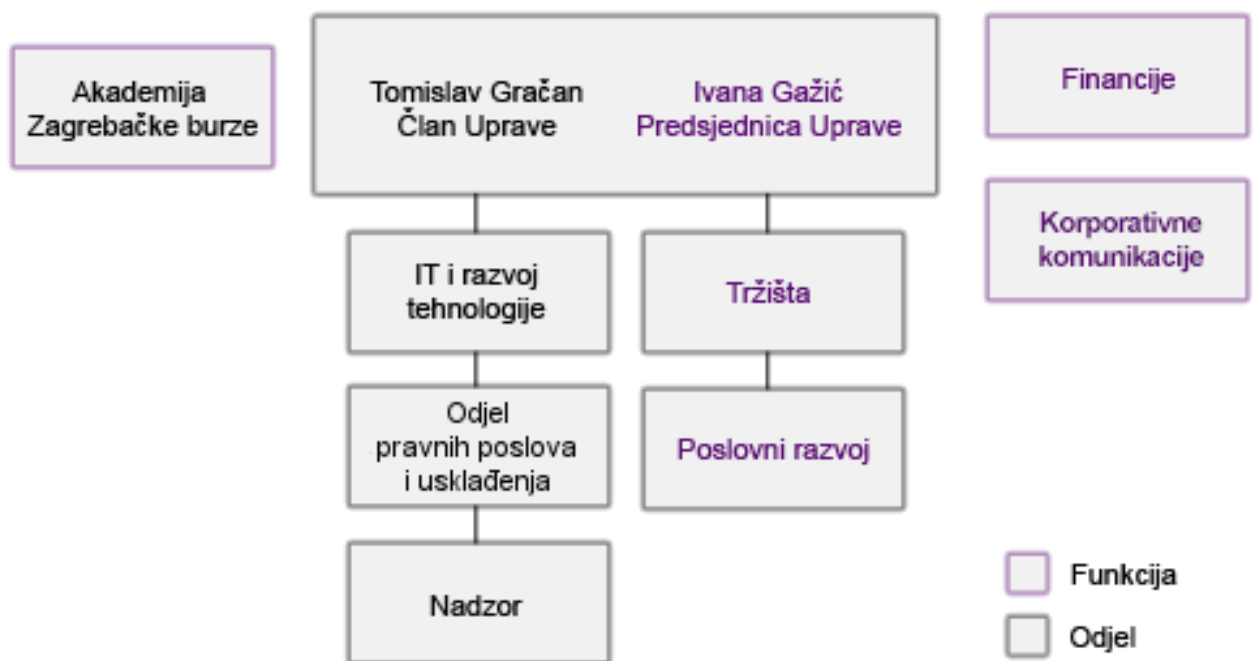 Akademija
Zagrebačke burze
Tomislav Gračan
Član Uprave
Ivana Gažić
Predsjednica Uprave
Financije
Korporativne
komunikacije
IT i razvoj
tehnologije
Tržišta
Odjel
pravnih poslova
i usklađenja
Poslovni razvoj
Nadzor
Funkcija
Odjel